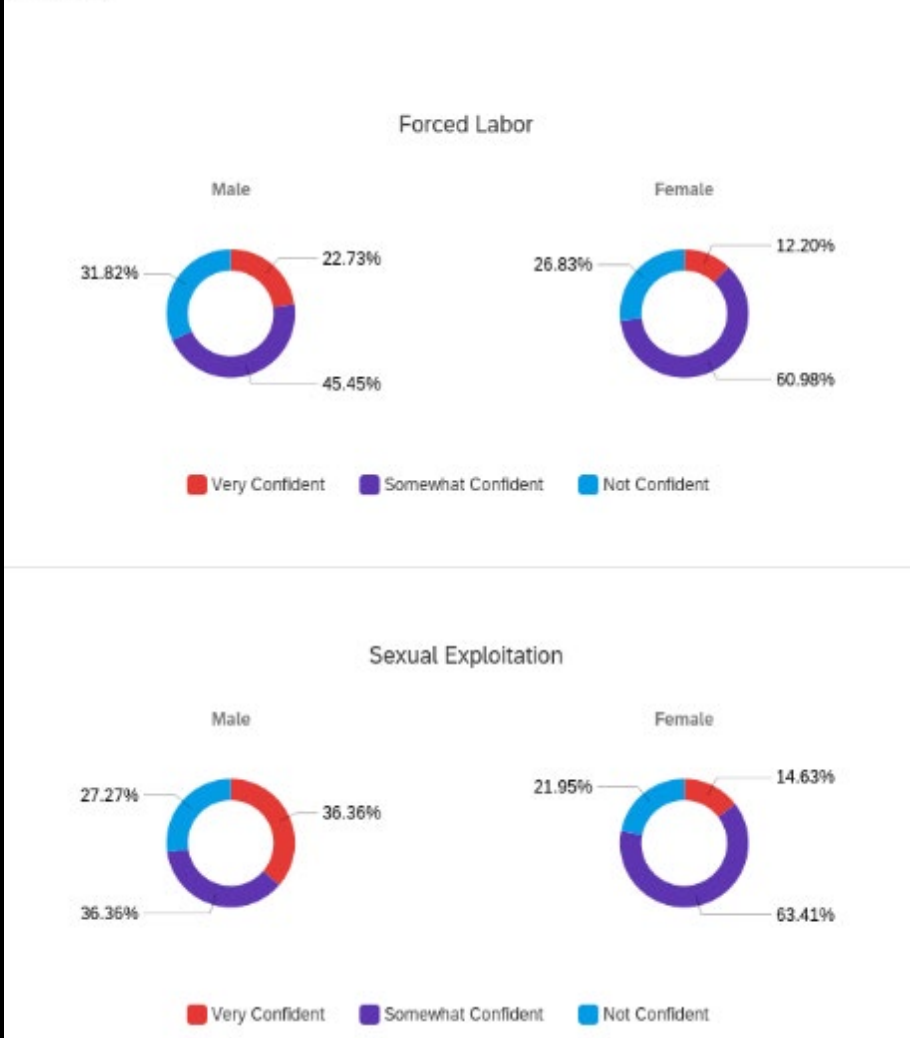 Forced Labor
Male Female
22.73% 12.20%
31.82% 26.83%
45.45% 60.98%
Very Confident Somewhat Confident Not Confident
Sexual Exploitation
Male Female
27.27% 36.36% 21.95% 14.63%
36.36% 63.41%
Very Confident Somewhat Confident Not Confident